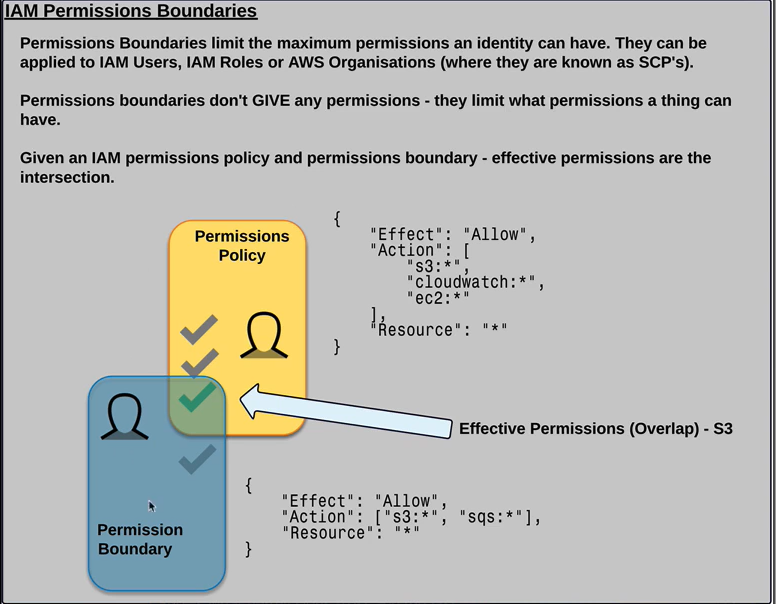 IAM Permissions Boundaries
Permissions Boundaries limit the maximum permissions an identity can have. They can be
applied to IAM Users, IAM Roles or AWS Organisations (where they are known as SCP's).
Permissions boundaries don't GIVE any permissions - they limit what permissions a thing can
have.
Given an IAM permissions policy and permissions boundary - effective permissions are the
intersection.
Permissions
Policy
{
    "Effect": "Allow",
    "Action": [
        "s3:*",
        "cloudwatch:*",
        "ec2:*"
    ],
    "Resource": "*"
}
Effective Permissions (Overlap) - S3
{
    "Effect": "Allow",
    "Action": ["s3:*", "sqs:*"],
    "Resource": "*"
}
Permission
Boundary